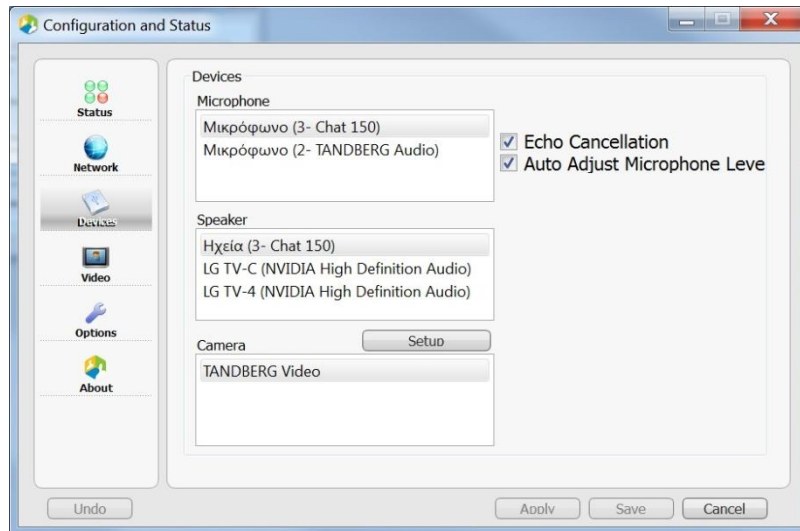 Configuration and Status
Status
Network
Devices
Video
Options
About
Devices
Microphone
Μικρόφωνο (3- Chat 150)
Μικρόφωνο (2- TANDBERG Audio)
Echo Cancellation
Auto Adjust Microphone Leve
Speaker
Ηχεία (3- Chat 150)
LG TV-C (NVIDIA High Definition Audio)
LG TV-4 (NVIDIA High Definition Audio)
Camera
Setup
TANDBERG Video
Undo
Apply
Save
Cancel